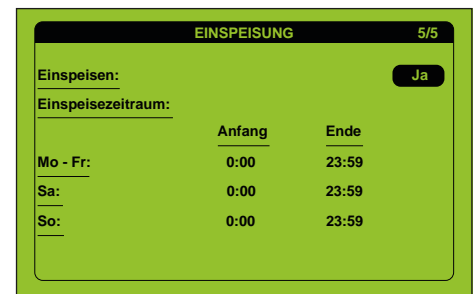 EINSPEISUNG 5/5
Einspeisen: Ja
Einspeisezeitraum:
Anfang Ende
Mo - Fr: 0:00 23:59
Sa: 0:00 23:59
So: 0:00 23:59